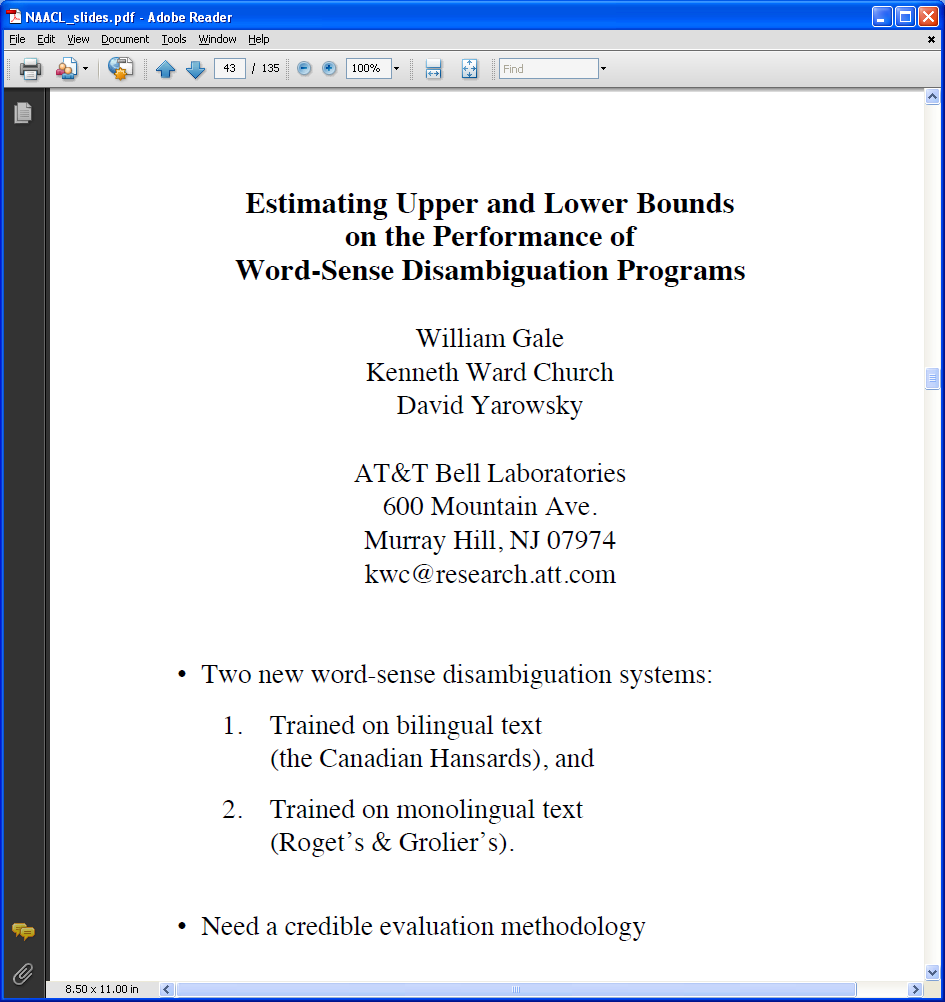 NAACL_slides.pdf - Adobe Reader
File Edit View Document Tools Window Help
43 / 135 100% Find
Estimating Upper and Lower Bounds
on the Performance of
Word-Sense Disambiguation Programs
William Gale
Kenneth Ward Church
David Yarowsky
AT&T Bell Laboratories
600 Mountain Ave.
Murray Hill, NJ 07974
kwc@research.att.com
• Two new word-sense disambiguation systems:
1. Trained on bilingual text
(the Canadian Hansards), and
2. Trained on monolingual text
(Roget’s & Grolier’s).
• Need a credible evaluation methodology
8.50 x 11.00 in